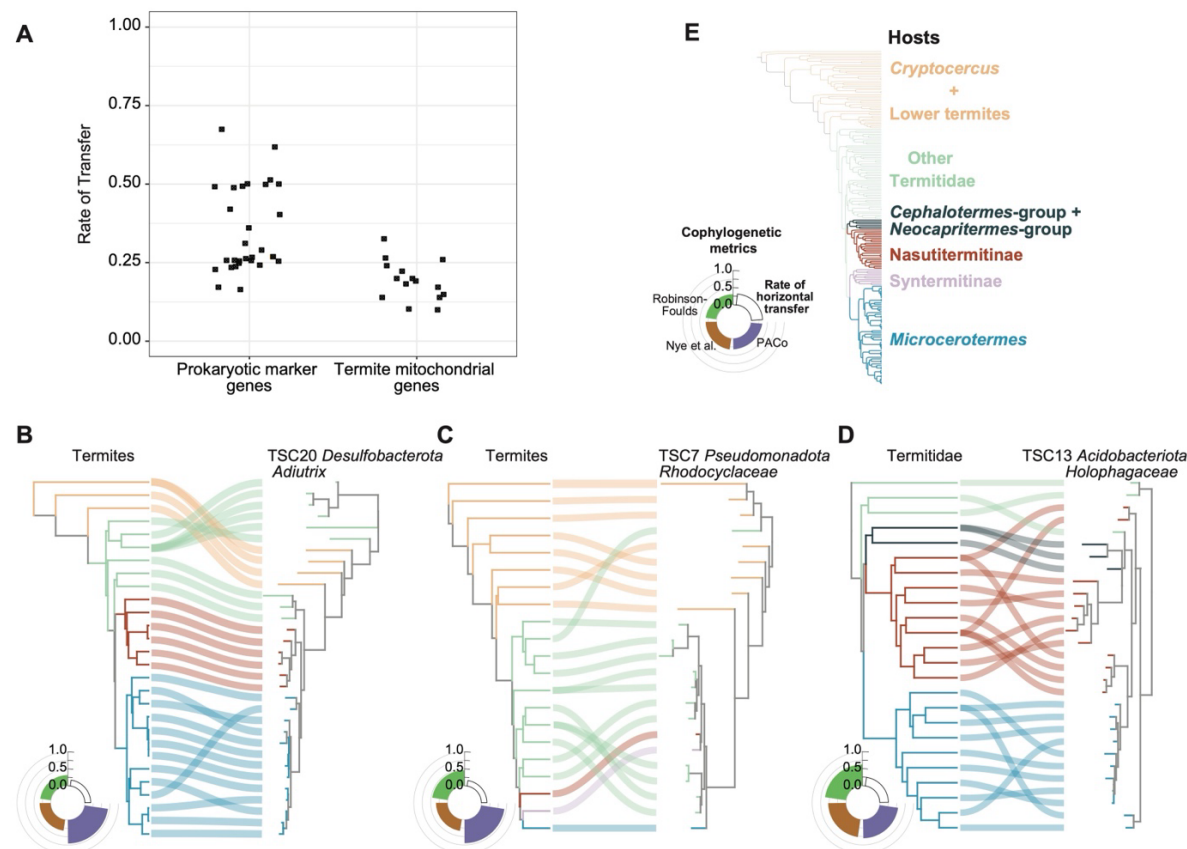 A
1.00
0.75
0.50
0.25
0.00
Rate of Transfer
Prokaryotic marker
genes
Termite mitochondrial
genes
E
Hosts
Cryptocercus
+
Lower termites
Other
Termitidae
Cephalotermes-group +
Neocapritermes-group
Nasutitermitinae
Syntermitinae
Microcerotermes
Cophylogenetic
metrics
1.0
0.5
0.0
Rate of
horizontal
transfer
Robinson-
Foulds
Nye et al.
PACo
B
Termites
TSC20 Desulfobacterota
Adiutrix
1.0
0.5
0.0
C
Termites
TSC7 Pseudomonadota
Rhodocyclaceae
1.0
0.5
0.0
D
Termitidae
TSC13 Acidobacteriota
Holophagaceae
1.0
0.5
0.0